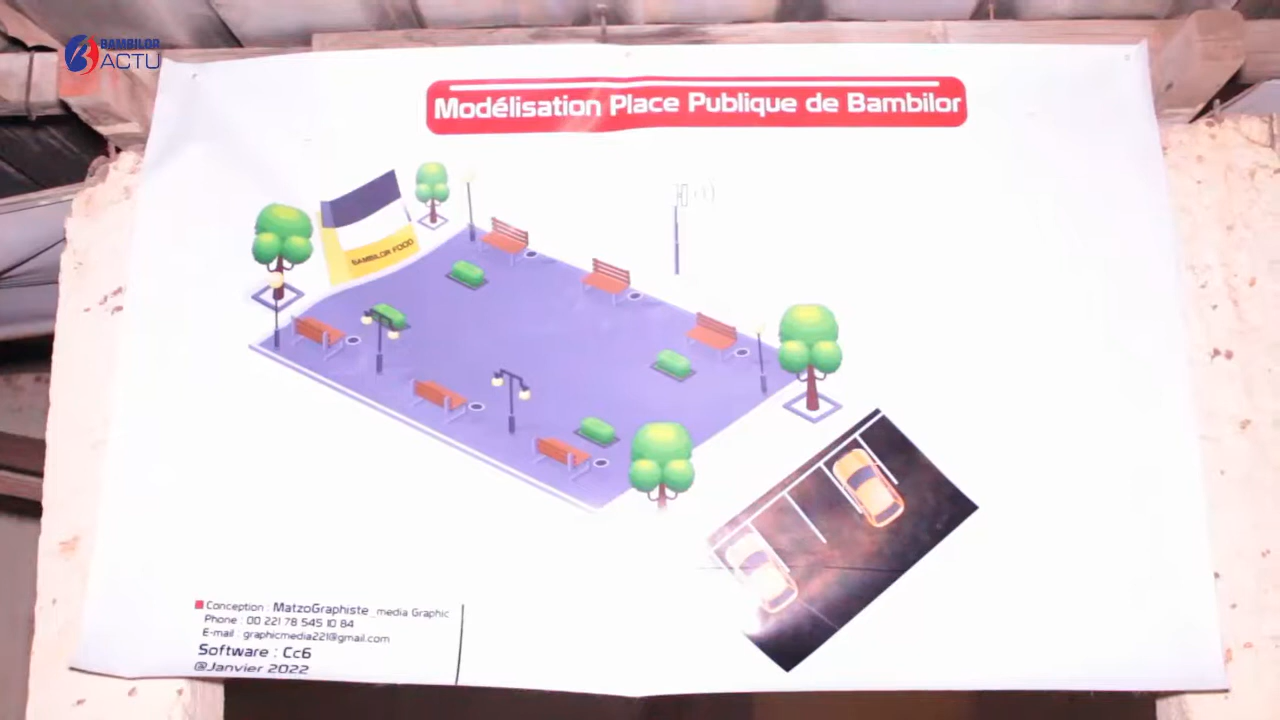 BAMBILOR
ACTU
Modélisation Place Publique de Bambilor
BAMBILOR FOOD
Conception : MatzoGraphiste_media Graphic
Phone : 00 221 78 545 10 84
E-mail : graphicmedia221@gmail.com
Software : Cc6
@Janvier 2022